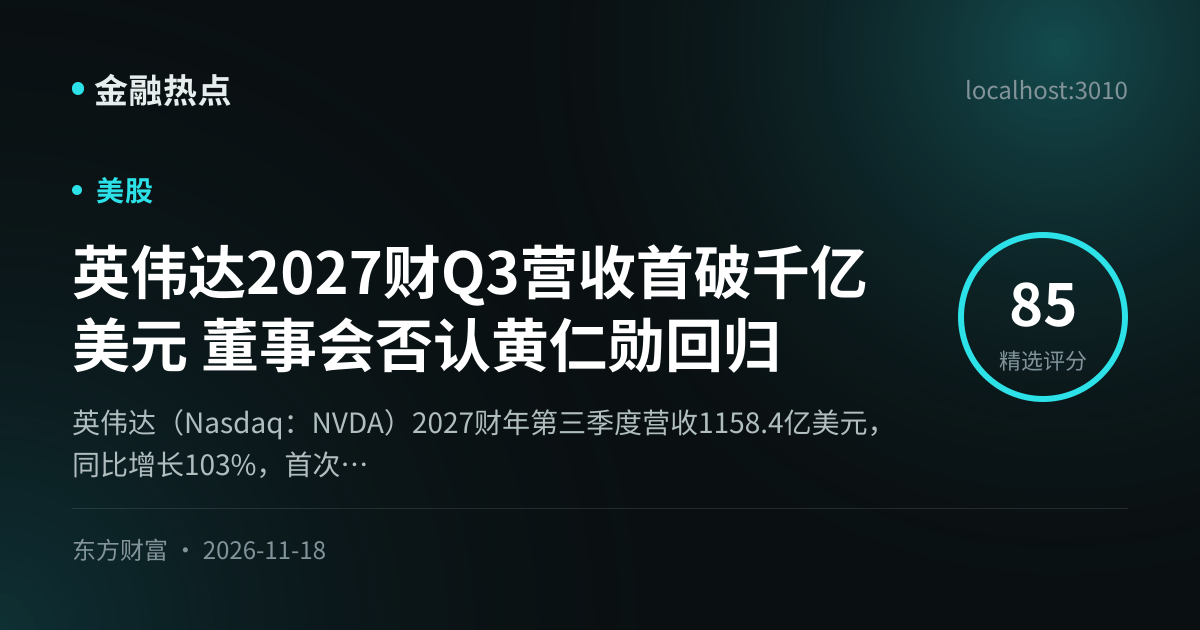 金融热点
localhost:3010
美股
英伟达2027财Q3营收首破千亿
美元 董事会否认黄仁勋回归
85
精选评分
英伟达（Nasdaq：NVDA）2027财年第三季度营收1158.4亿美元，
同比增长103%，首次…
东方财富 · 2026-11-18